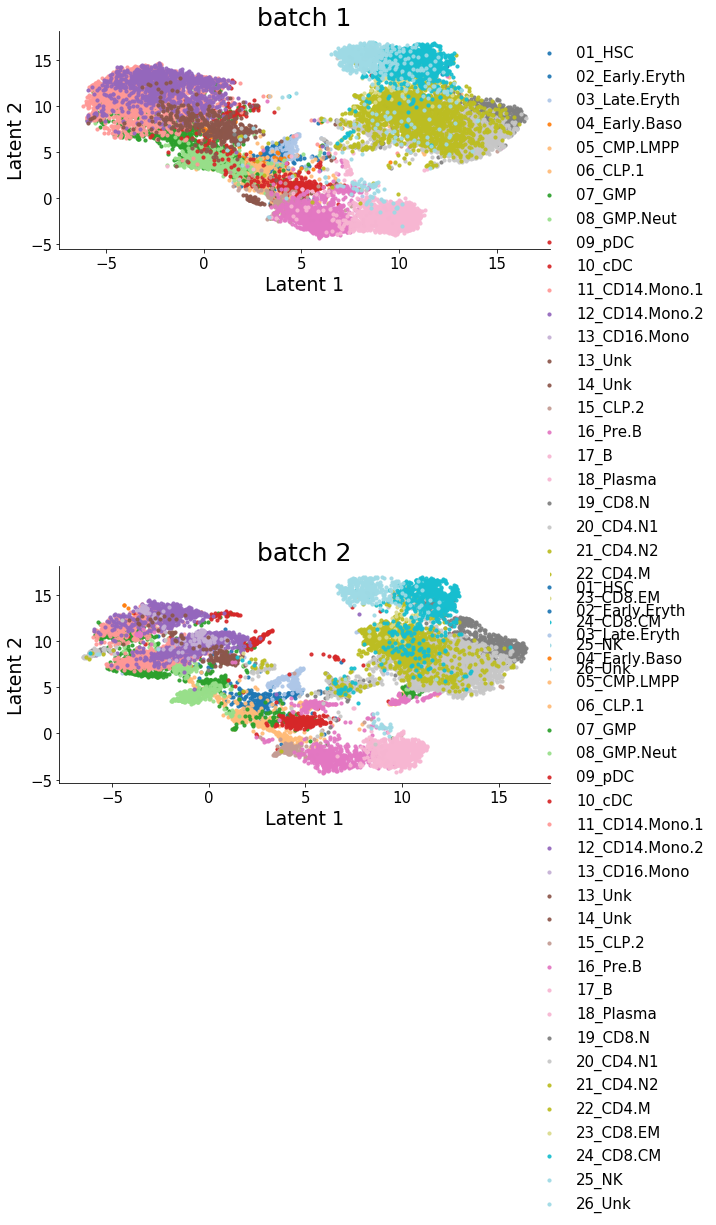 batch 1
15
10
5
0
−5
Latent 2
−5
0
5
10
15
Latent 1
01_HSC
02_Early.Eryth
03_Late.Eryth
04_Early.Baso
05_CMP.LMPP
06_CLP.1
07_GMP
08_GMP.Neut
09_pDC
10_cDC
11_CD14.Mono.1
12_CD14.Mono.2
13_CD16.Mono
13_Unk
14_Unk
15_CLP.2
16_Pre.B
17_B
18_Plasma
19_CD8.N
20_CD4.N1
21_CD4.N2
22_CD4.M
23_CD8.EM
24_CD8.CM
25_NK
26_Unk
batch 2
15
10
5
0
−5
Latent 2
−5
0
5
10
15
Latent 1
01_HSC
02_Early.Eryth
03_Late.Eryth
04_Early.Baso
05_CMP.LMPP
06_CLP.1
07_GMP
08_GMP.Neut
09_pDC
10_cDC
11_CD14.Mono.1
12_CD14.Mono.2
13_CD16.Mono
13_Unk
14_Unk
15_CLP.2
16_Pre.B
17_B
18_Plasma
19_CD8.N
20_CD4.N1
21_CD4.N2
22_CD4.M
23_CD8.EM
24_CD8.CM
25_NK
26_Unk